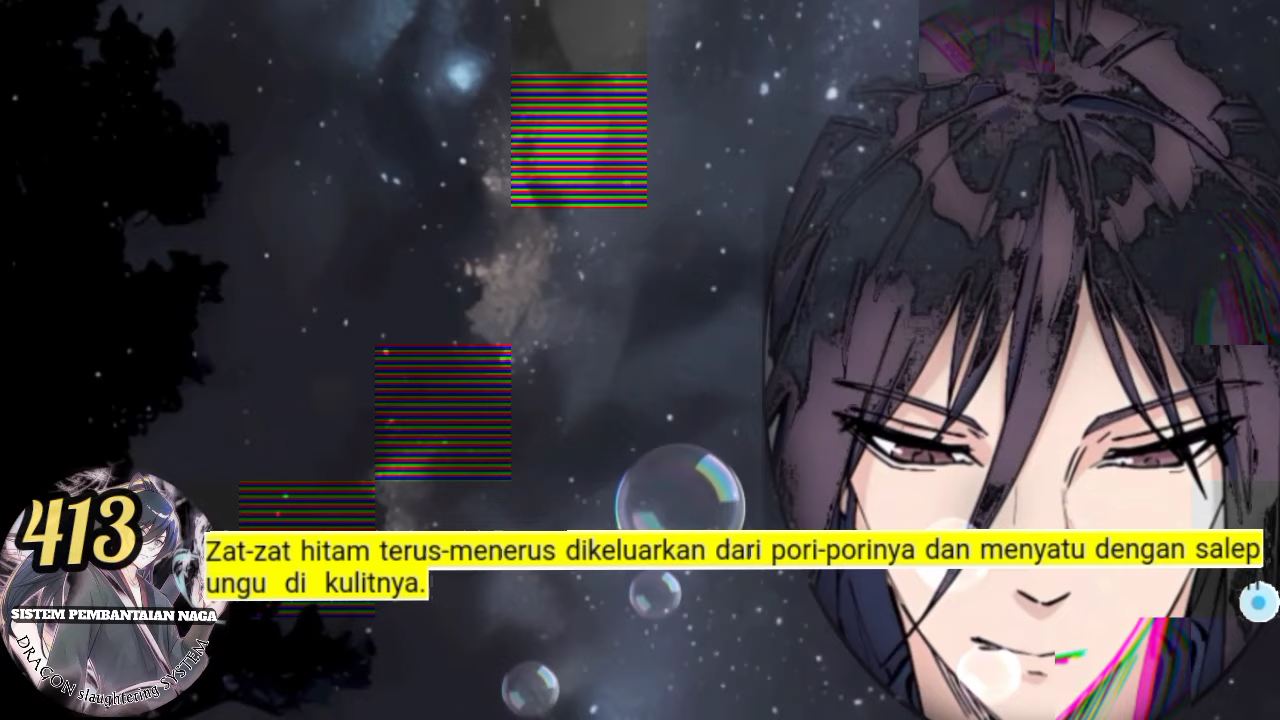 413
SISTEM PEMBANTAIAN NAGA
DRAGON slaughtering SYSTEM
Zat-zat hitam terus-menerus dikeluarkan dari pori-porinya dan menyatu dengan salep
ungu di kulitnya.